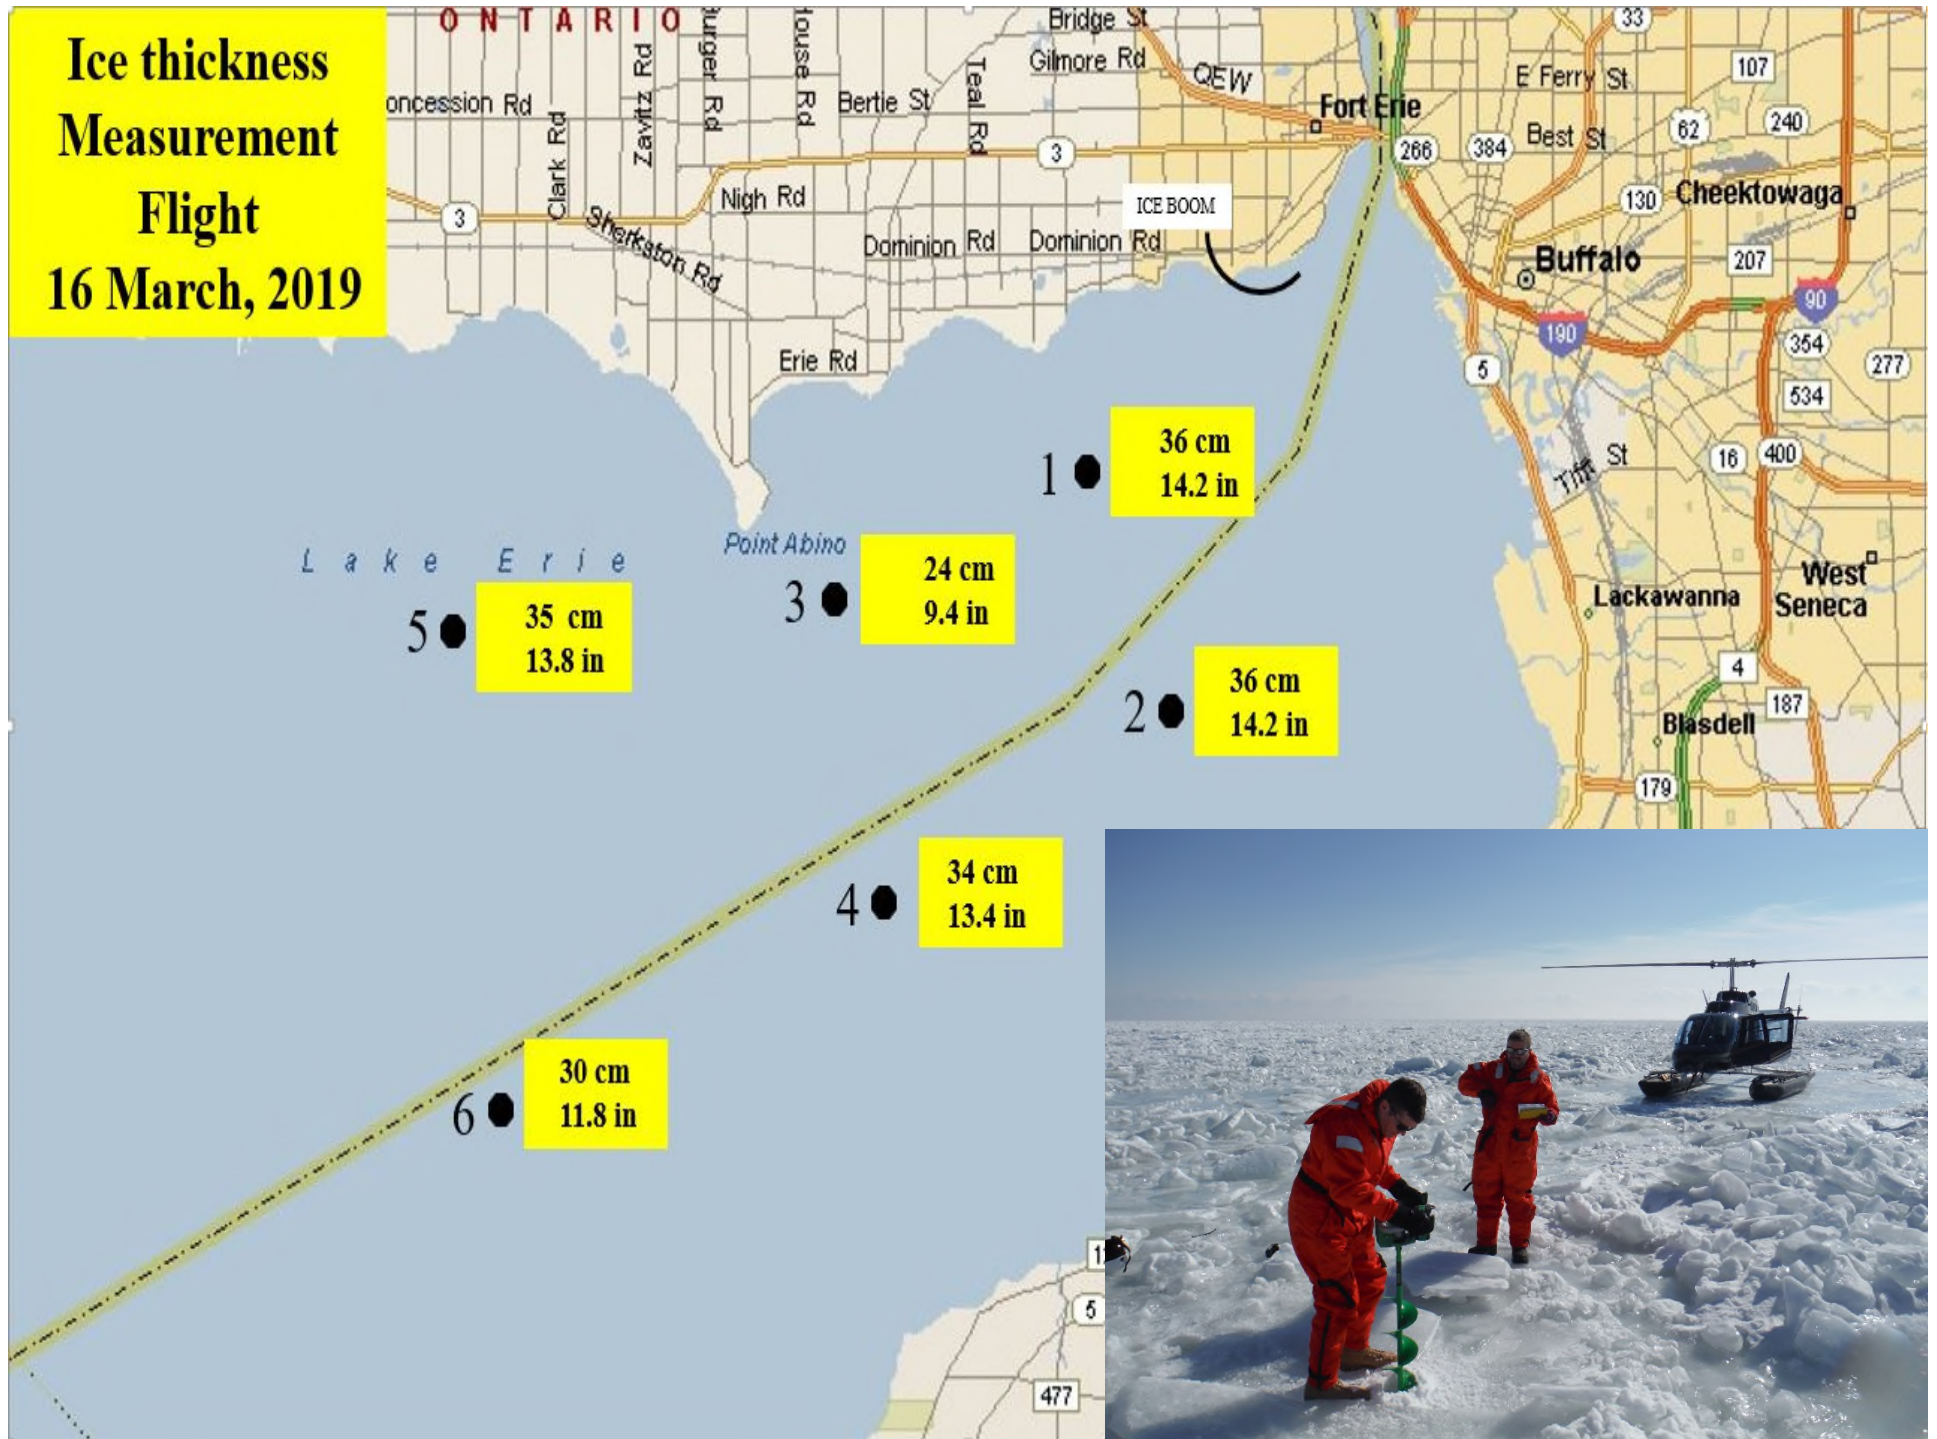 Ice thickness
Measurement
Flight
16 March, 2019
ONTARIO
Bridge St
33
Gilmore Rd
QEW
E Ferry St
107
Concession Rd
Clark Rd
Zavitz Rd
House Rd
Bertie St
Teal Rd
Fort Erie
62
240
Best St
3
266
384
3
Nigh Rd
ICE BOOM
130
Cheektowaga
Sherkston Rd
Dominion Rd
Dominion Rd
Buffalo
207
90
190
Erie Rd
5
354
277
534
1
36 cm
14.2 in
Tifft St
16
400
Lake Erie
Point Abino
3
24 cm
9.4 in
5
35 cm
13.8 in
West
Seneca
Lackawanna
2
36 cm
14.2 in
4
187
Blasdell
179
4
34 cm
13.4 in
6
30 cm
11.8 in
5
477